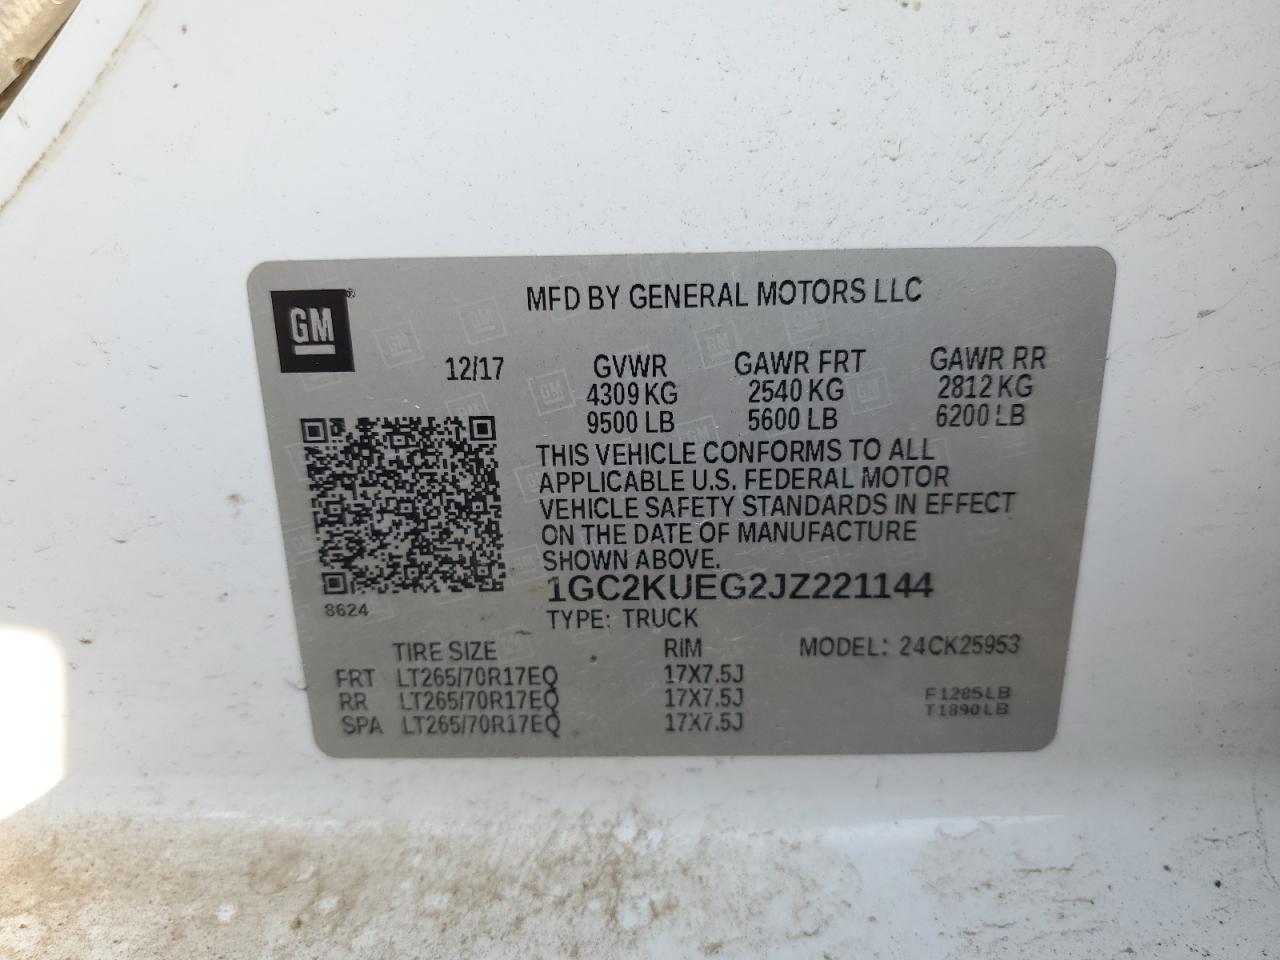 MFD BY GENERAL MOTORS LLC
GM®
12/17 GVWR GAWR FRT GAWR RR
4309 KG 2540 KG 2812 KG
9500 LB 5600 LB 6200 LB
THIS VEHICLE CONFORMS TO ALL
APPLICABLE U.S. FEDERAL MOTOR
VEHICLE SAFETY STANDARDS IN EFFECT
ON THE DATE OF MANUFACTURE
SHOWN ABOVE.
1GC2KUEG2JZ221144
8624
TYPE: TRUCK
TIRE SIZE RIM MODEL: 24CK25953
FRT LT265/70R17EQ 17X7.5J
RR LT265/70R17EQ 17X7.5J F1285LB
SPA LT265/70R17EQ 17X7.5J T1890LB